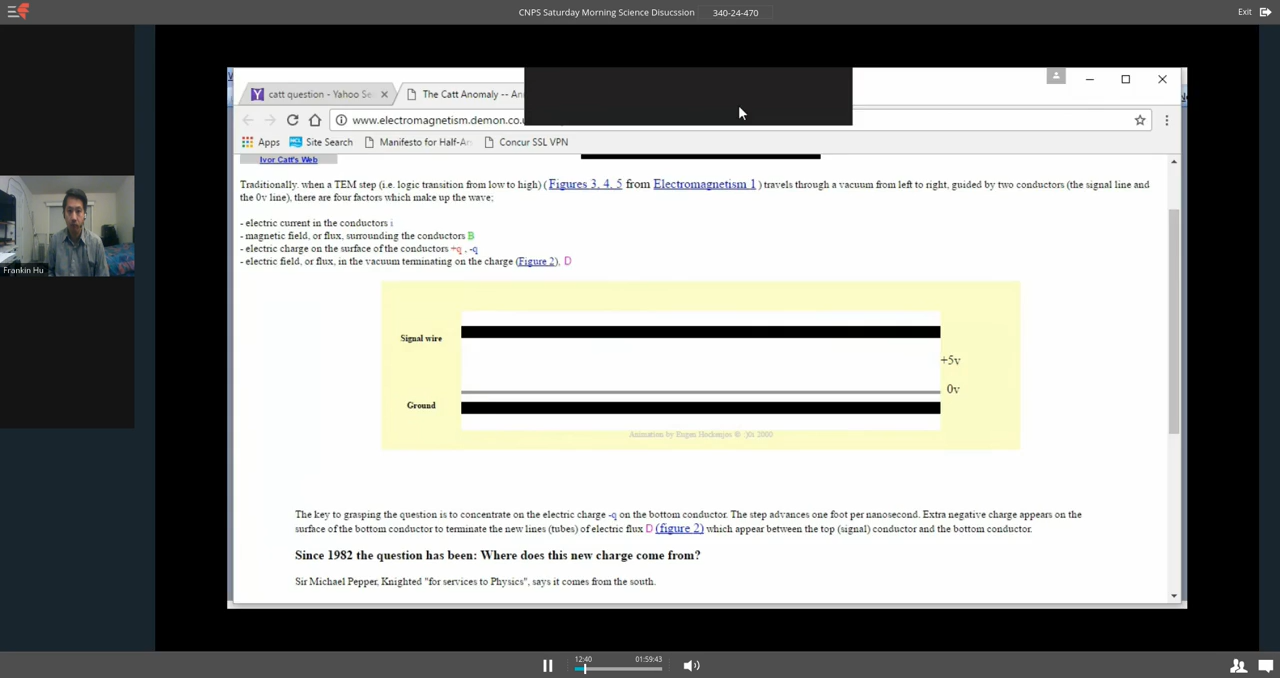 CNPS Saturday Morning Science Disucssion 340-24-470 Exit
catt question - Yahoo Se The Catt Anomaly -- An
www.electromagnetism.demon.co.u
Apps Site Search Manifesto for Half-An Concur SSL VPN
Ivor Catt's Web
Traditionally. when a TEM step (i.e. logic transition from low to high) ( Figures 3, 4, 5 from Electromagnetism 1 ) travels through a vacuum from left to right, guided by two conductors (the signal line and
the 0v line), there are four factors which make up the wave;
- electric current in the conductors i
- magnetic field, or flux, surrounding the conductors B
- electric charge on the surface of the conductors +q , -q
- electric field, or flux, in the vacuum terminating on the charge (Figure 2), D
Signal wire
+5v
0v
Ground
Animation by Eugen Hockenjos ©
The key to grasping the question is to concentrate on the electric charge -q on the bottom conductor. The step advances one foot per nanosecond. Extra negative charge appears on the
surface of the bottom conductor to terminate the new lines (tubes) of electric flux D (figure 2) which appear between the top (signal) conductor and the bottom conductor.
Since 1982 the question has been: Where does this new charge come from?
Sir Michael Pepper, Knighted "for services to Physics", says it comes from the south.
Frankin Hu
12:40 01:59:43